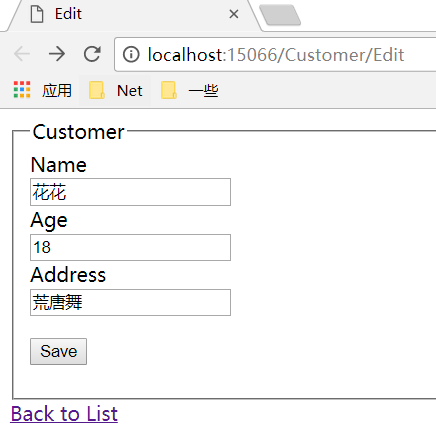 Edit
localhost:15066/Customer/Edit
应用 Net 一些
Customer
Name
花花
Age
18
Address
荒唐舞
Save
Back to List